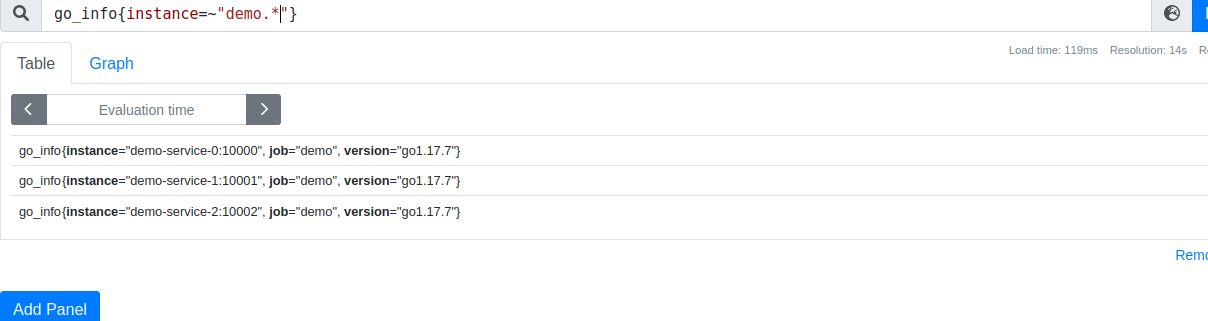 go_info{instance=~"demo.*"}
Load time: 119ms Resolution: 14s
Table Graph
Evaluation time
go_info{instance="demo-service-0:10000", job="demo", version="go1.17.7"}
go_info{instance="demo-service-1:10001", job="demo", version="go1.17.7"}
go_info{instance="demo-service-2:10002", job="demo", version="go1.17.7"}
Add Panel